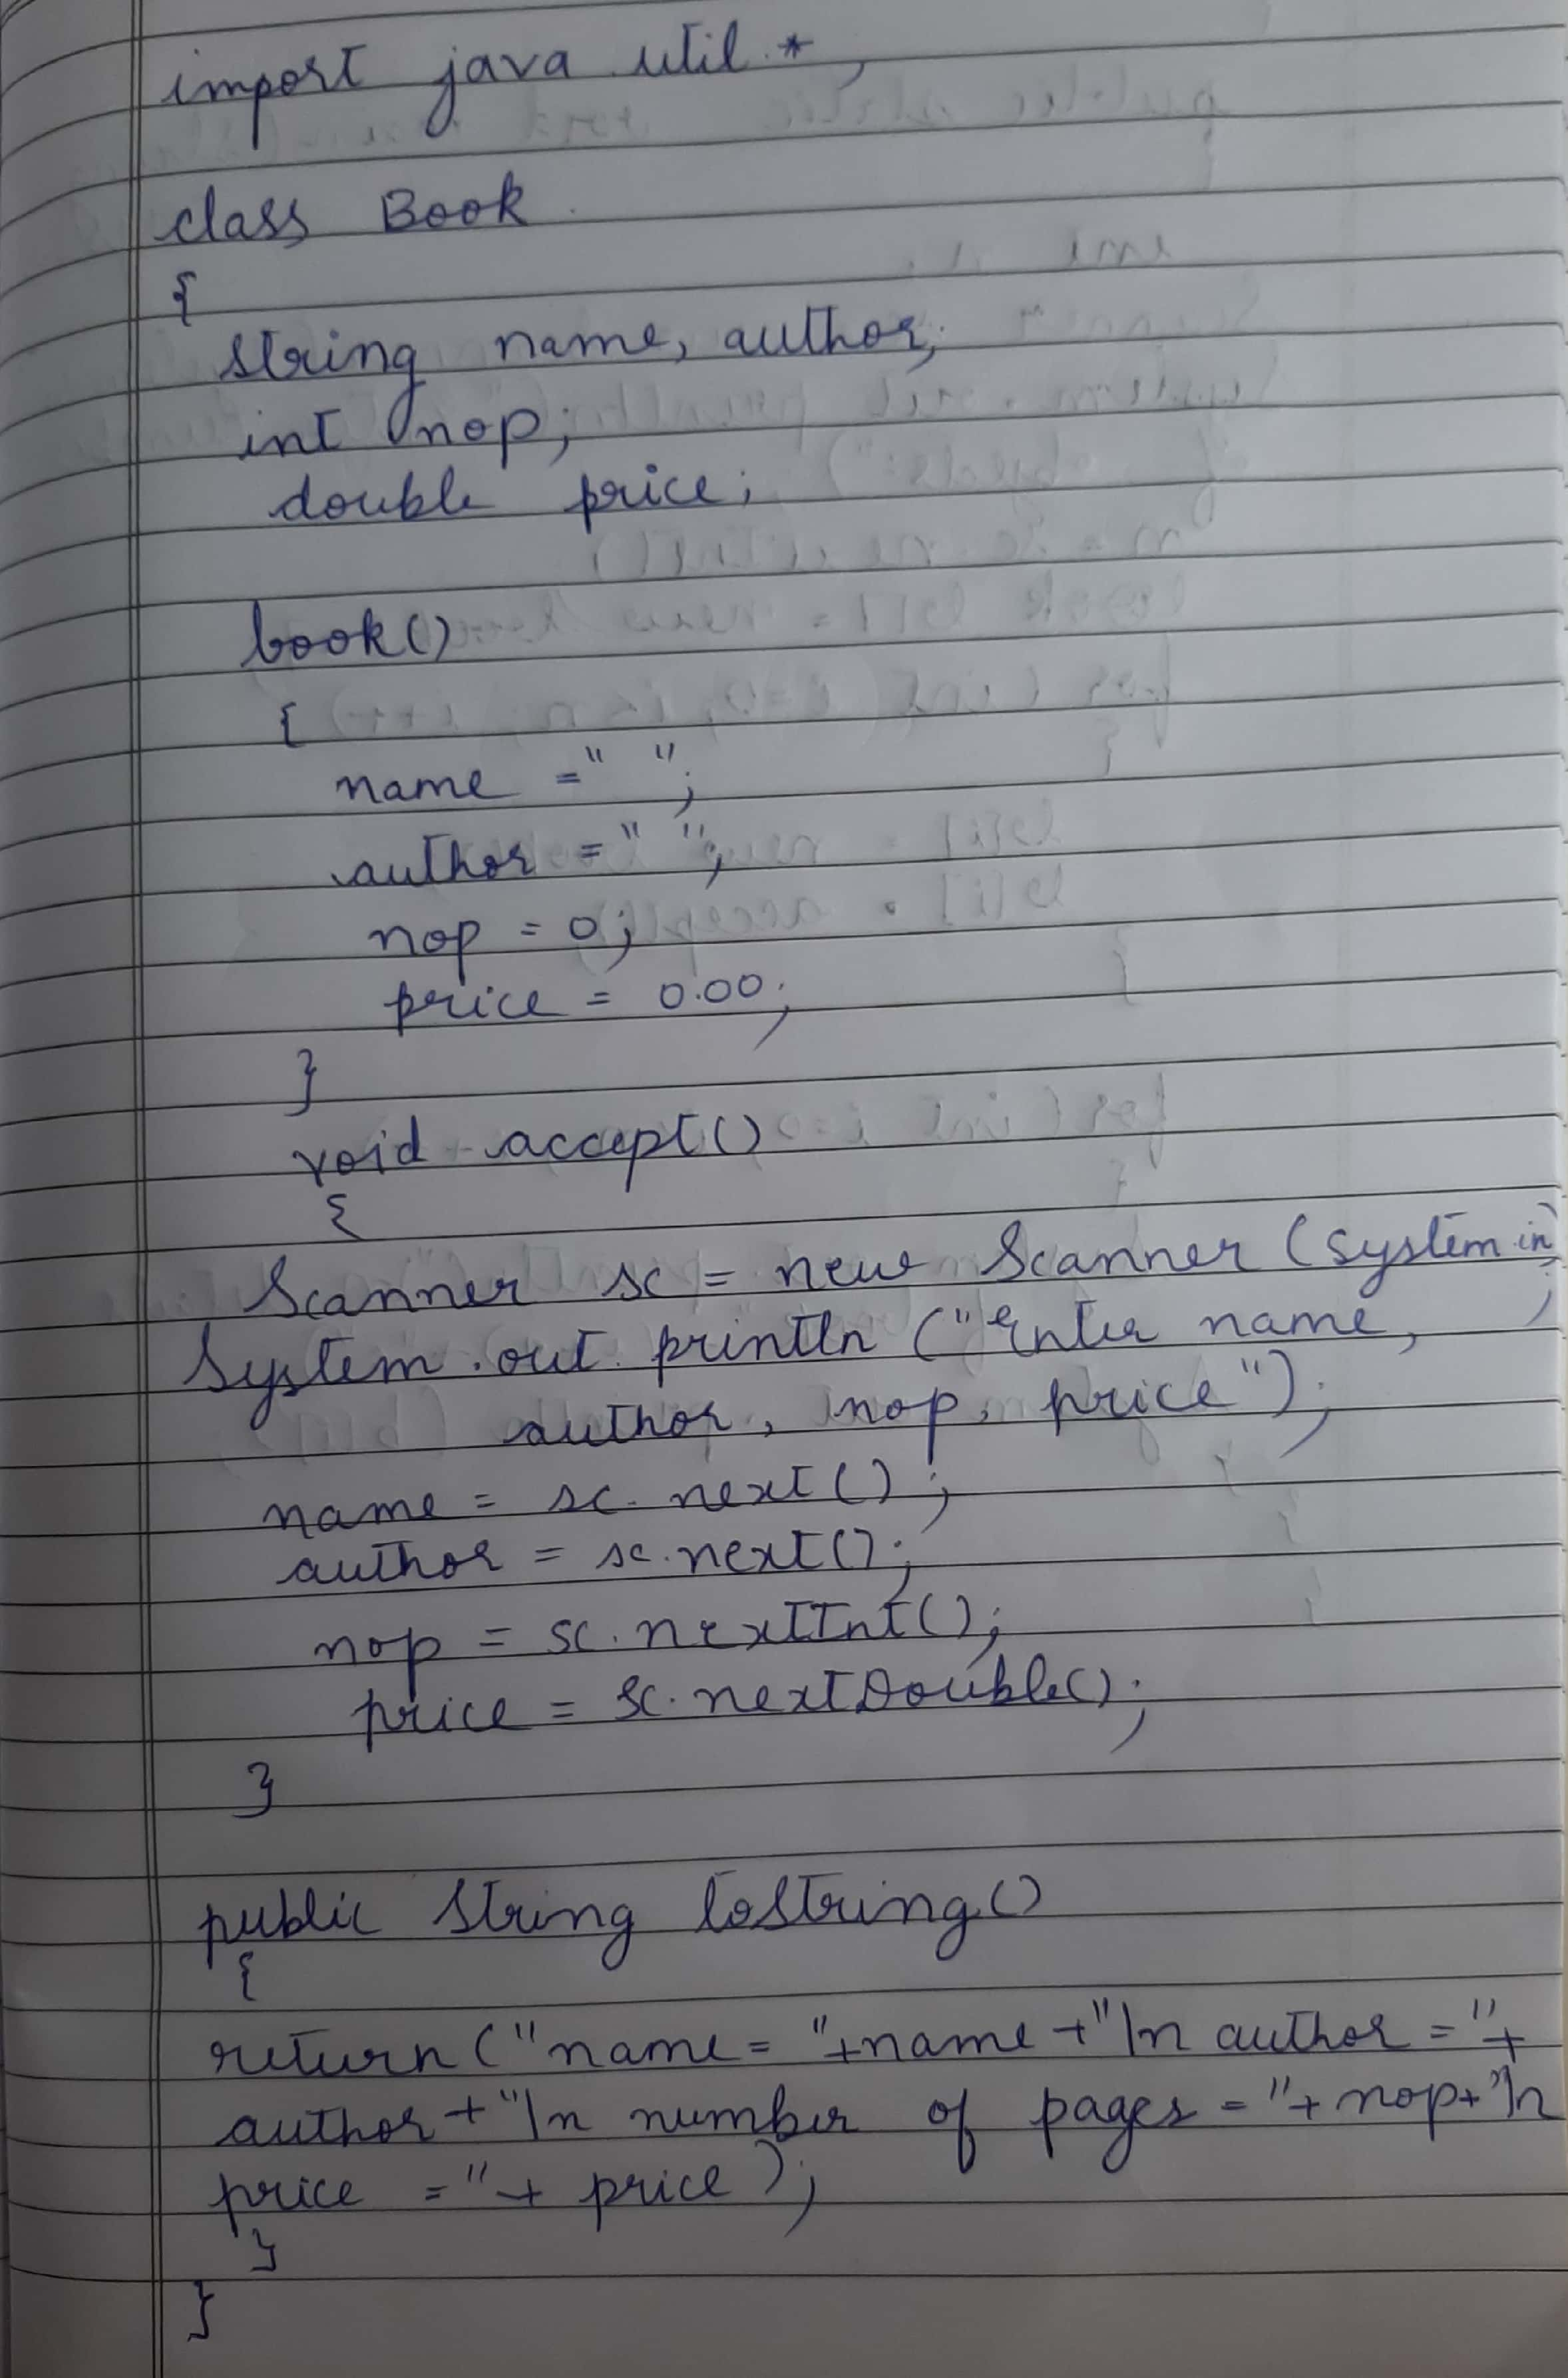 import java util.*;
class Book
{
string name, author;
int nop;
double price;
book()
{
name =" ";
author =" ";
nop = 0;
price = 0.00;
}
void accept()
{
Scanner sc = new Scanner (system.in)
System.out.println ("Enter name, ;
author, nop, price");
name = sc.next();
author = sc.next();
nop = sc.nextInt();
price = sc.nextDouble();
}
public String toString()
{
return ("name = "+name+"\n author ="+
author+"\n number of pages ="+ nop+"\n
price ="+ price);
}
}